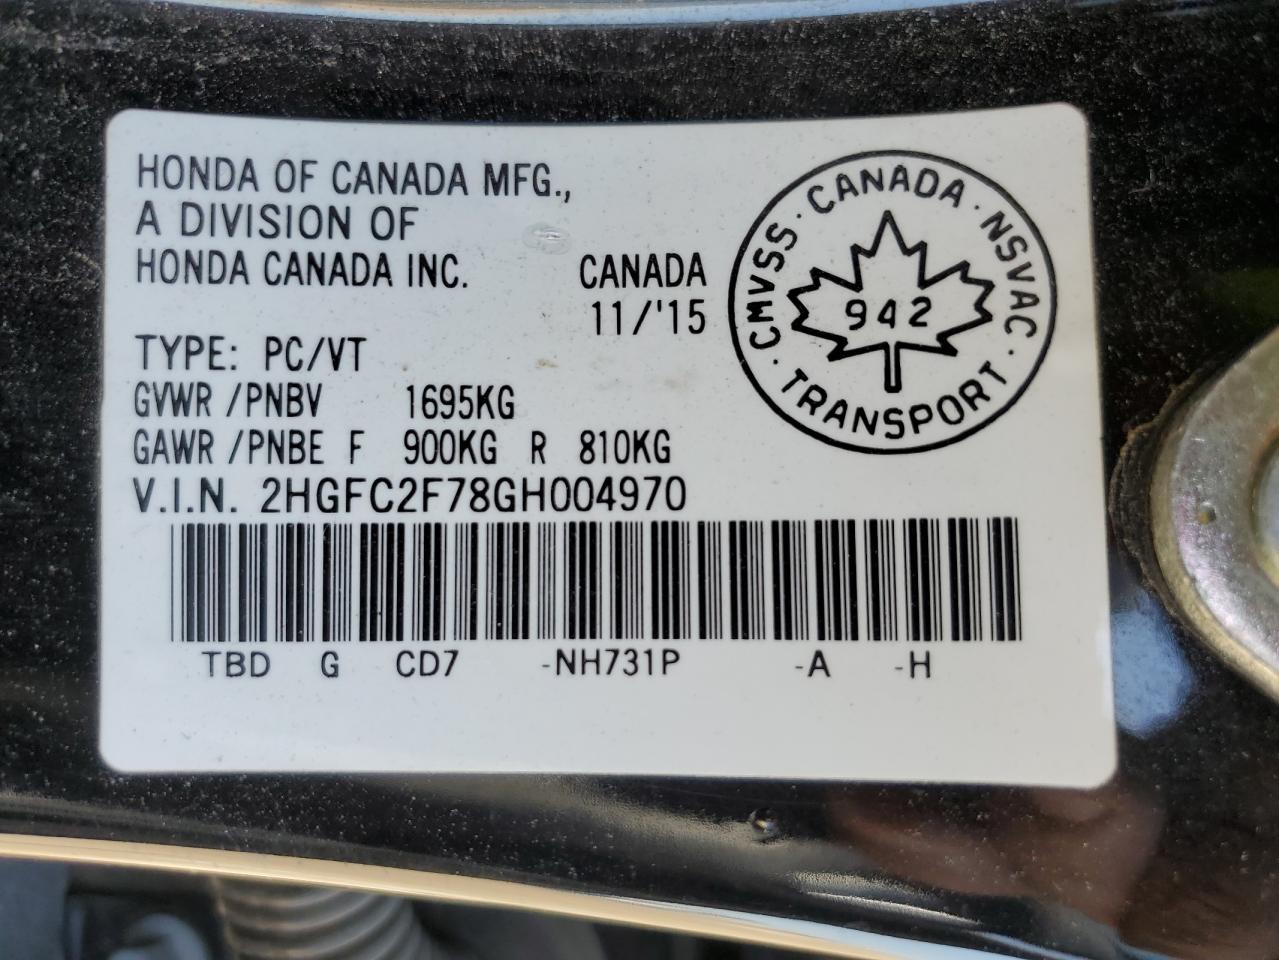 HONDA OF CANADA MFG.,
A DIVISION OF
HONDA CANADA INC. CANADA
11/'15
TYPE: PC/VT
GVWR /PNBV 1695KG
GAWR /PNBE F 900KG R 810KG
V.I.N. 2HGFC2F78GH004970
TBD G CD7 -NH731P -A -H
CMVSS · CANADA · NSVAC ·
942
TRANSPORT ·